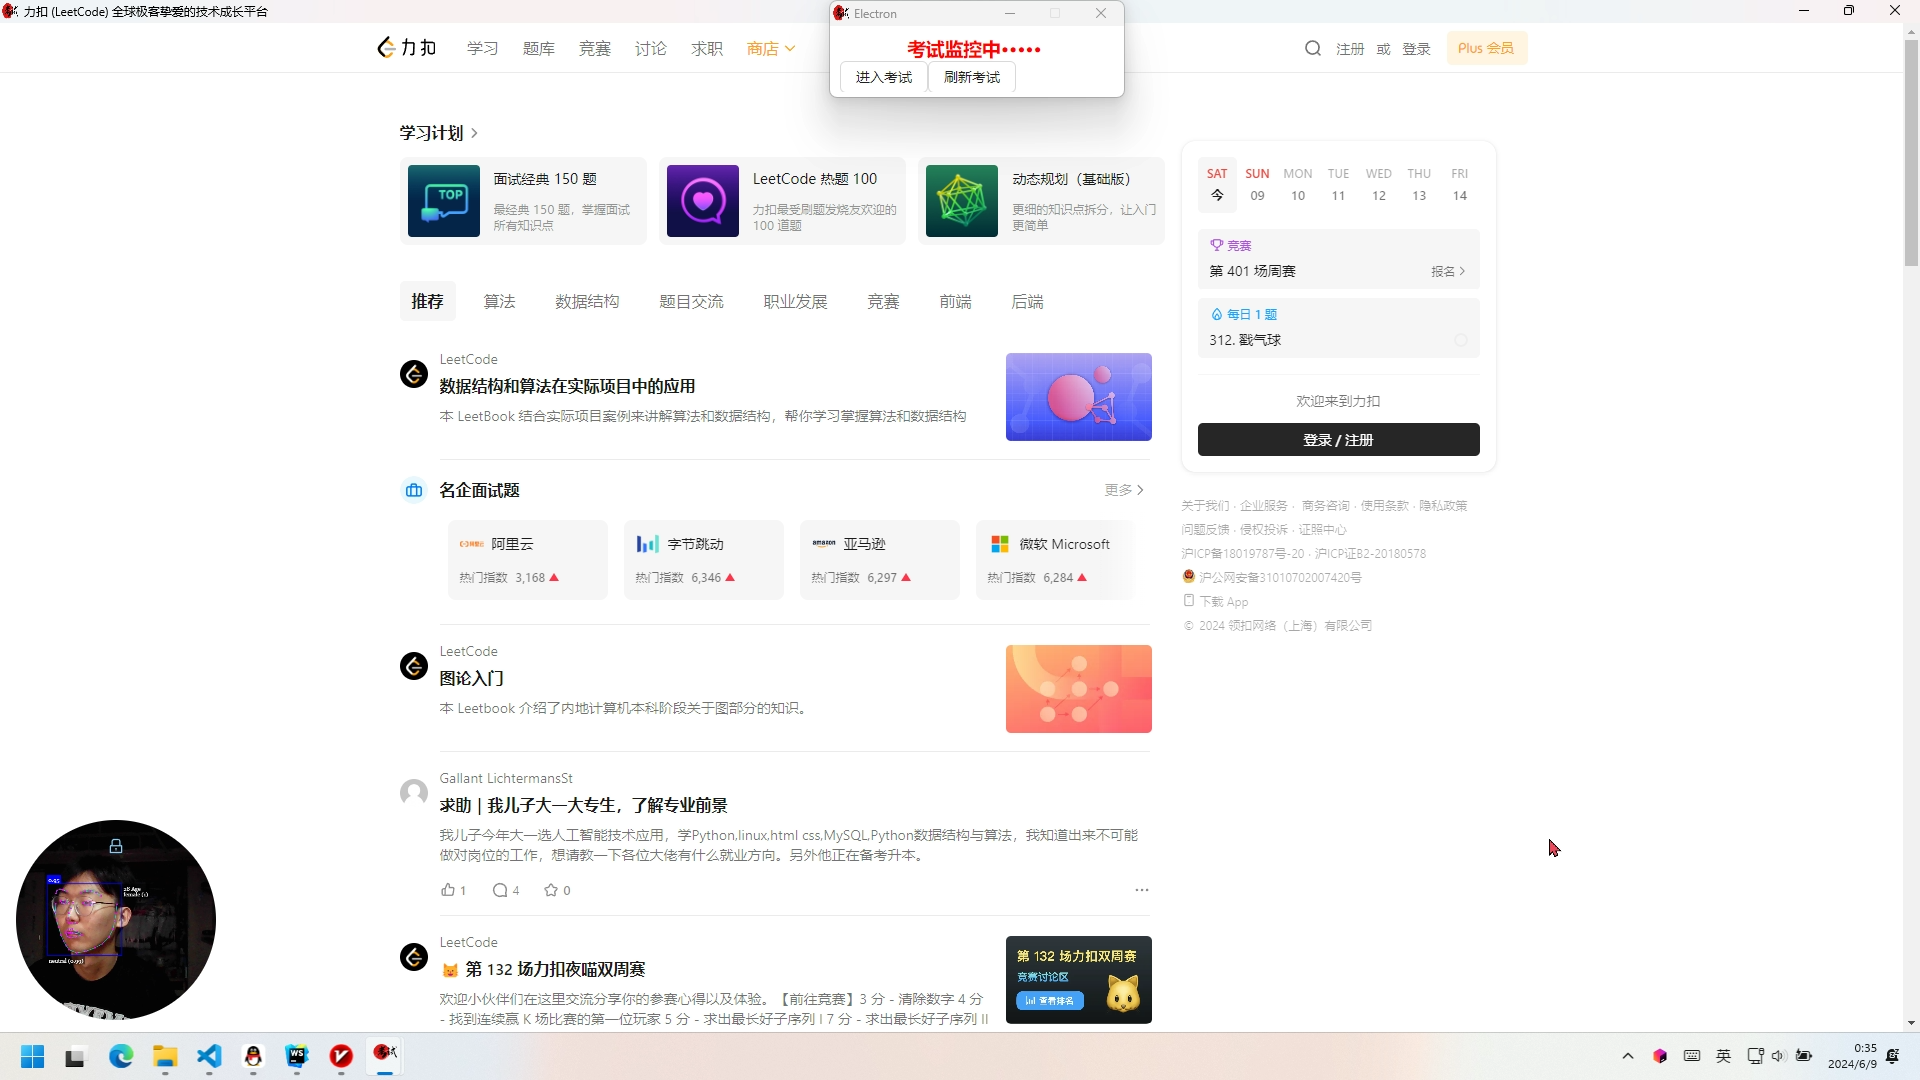 力扣 (LeetCode) 全球极客挚爱的技术成长平台
Electron
考试监控中•••••
进入考试 刷新考试
力扣 学习 题库 竞赛 讨论 求职 商店
注册 或 登录 Plus 会员
学习计划
面试经典 150 题
最经典 150 题，掌握面试
所有知识点
LeetCode 热题 100
力扣最受刷题发烧友欢迎的
100 道题
动态规划（基础版）
更细的知识点拆分，让入门
更简单
TOP
SAT SUN MON TUE WED THU FRI
今 09 10 11 12 13 14
竞赛
第 401 场周赛 报名
每日 1 题
312. 戳气球
欢迎来到力扣
登录 / 注册
关于我们 · 企业服务 · 商务咨询 · 使用条款 · 隐私政策
问题反馈 · 侵权投诉 · 证照中心
沪ICP备18019787号-20 · 沪ICP证B2-20180578
沪公网安备31010702007420号
下载 App
© 2024 领扣网络（上海）有限公司
推荐 算法 数据结构 题目交流 职业发展 竞赛 前端 后端
LeetCode
数据结构和算法在实际项目中的应用
本 LeetBook 结合实际项目案例来讲解算法和数据结构，帮你学习掌握算法和数据结构
名企面试题 更多
阿里云
热门指数 3,168
字节跳动
热门指数 6,346
amazon 亚马逊
热门指数 6,297
微软 Microsoft
热门指数 6,284
LeetCode
图论入门
本 Leetbook 介绍了内地计算机本科阶段关于图部分的知识。
Gallant LichtermansSt
求助 | 我儿子大一大专生，了解专业前景
我儿子今年大一选人工智能技术应用，学Python,linux,html css,MySQL,Python数据结构与算法，我知道出来不可能
做对岗位的工作，想请教一下各位大佬有什么就业方向。另外他正在备考升本。
1 4 0
LeetCode
第 132 场力扣夜喵双周赛
欢迎小伙伴们在这里交流分享你的参赛心得以及体验。【前往竞赛】3 分 - 清除数字 4 分
- 找到连续赢 K 场比赛的第一位玩家 5 分 - 求出最长好子序列 I 7 分 - 求出最长好子序列 II
第 132 场力扣双周赛
竞赛讨论区
查看排名
0.95
28 Age
female (1)
neutral (0.99)
WS
英
0:35
2024/6/9